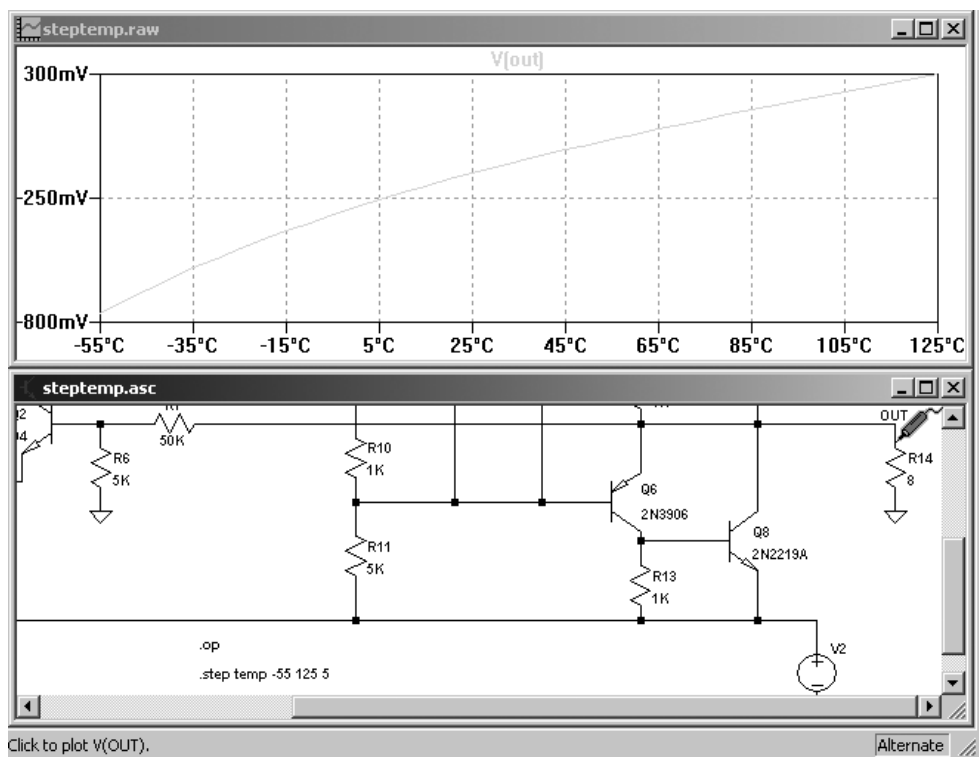 steptemp.raw
V(out)
300mV
-250mV
-800mV
-55°C -35°C -15°C 5°C 25°C 45°C 65°C 85°C 105°C 125°C
steptemp.asc
50K
R6
5K
R10
1K
R11
5K
Q6
2N3906
R13
1K
Q8
2N2219A
OUT
R14
8
V2
.op
.step temp -55 125 5
Click to plot V(OUT).
Alternate